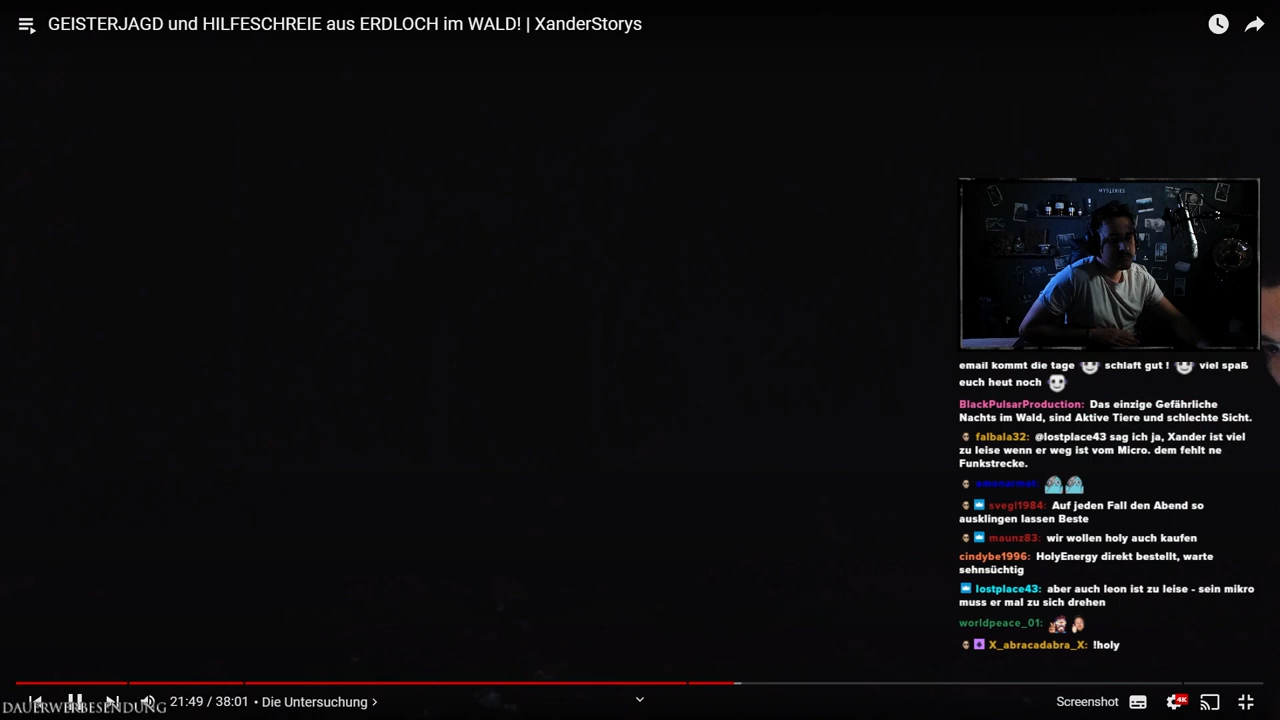 GEISTERJAGD und HILFESCHREIE aus ERDLOCH im WALD! | XanderStorys
MYSTERIES
email kommt die tage schlaft gut ! viel spaß
euch heut noch
BlackPulsarProduction: Das einzige Gefährliche
Nachts im Wald, sind Aktive Tiere und schlechte Sicht.
falbala32: @lostplace43 sag ich ja, Xander ist viel
zu leise wenn er weg ist vom Micro. dem fehlt ne
Funkstrecke.
svegl1984: Auf jeden Fall den Abend so
ausklingen lassen Beste
maunz83: wir wollen holy auch kaufen
cindybe1996: HolyEnergy direkt bestellt, warte
sehnsüchtig
lostplace43: aber auch leon ist zu leise - sein mikro
muss er mal zu sich drehen
worldpeace_01:
X_abracadabra_X: !holy
21:49 / 38:01 • Die Untersuchung >
Screenshot
4K
DAUERWERBESENDUNG